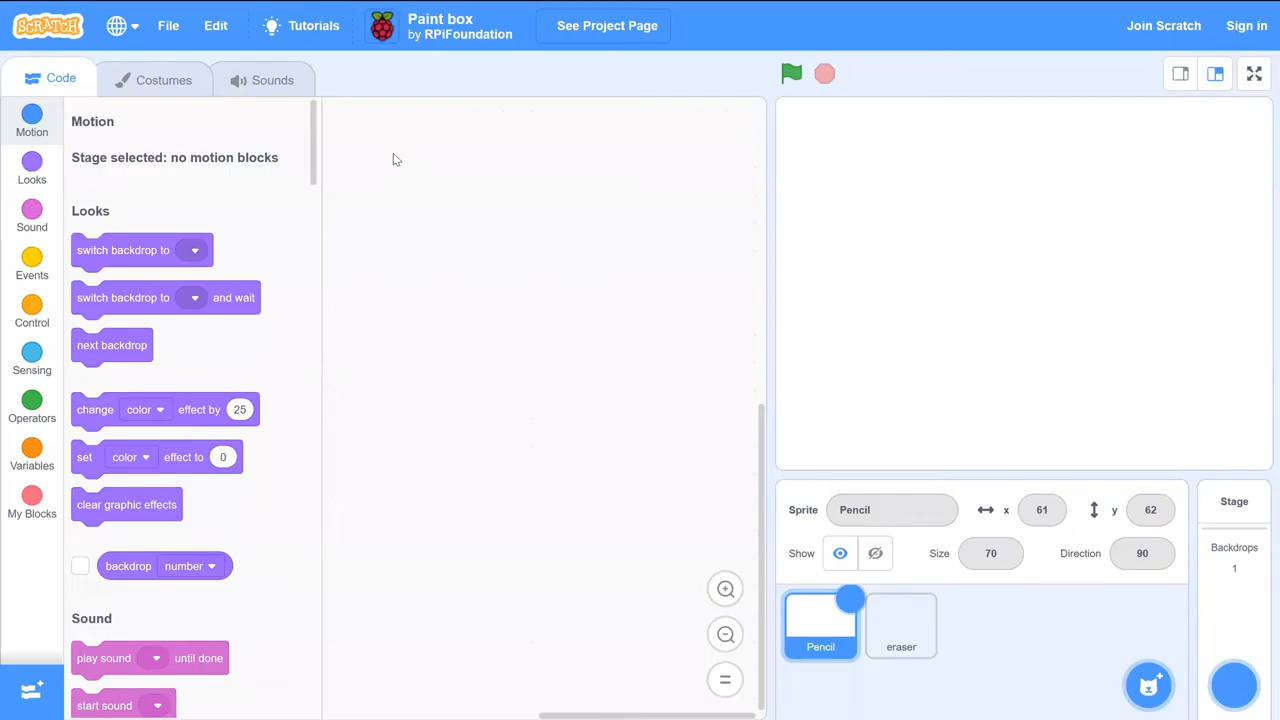 SCRATCH
File
Edit
Tutorials
Paint box
by RPiFoundation
See Project Page
Join Scratch
Sign in
Code
Costumes
Sounds
Motion
Looks
Sound
Events
Control
Sensing
Operators
Variables
My Blocks
Motion
Stage selected: no motion blocks
Looks
switch backdrop to
switch backdrop to and wait
next backdrop
change color effect by 25
set color effect to 0
clear graphic effects
backdrop number
Sound
play sound until done
start sound
Sprite Pencil x 61 y 62
Show Size 70 Direction 90
Pencil
eraser
Stage
Backdrops
1